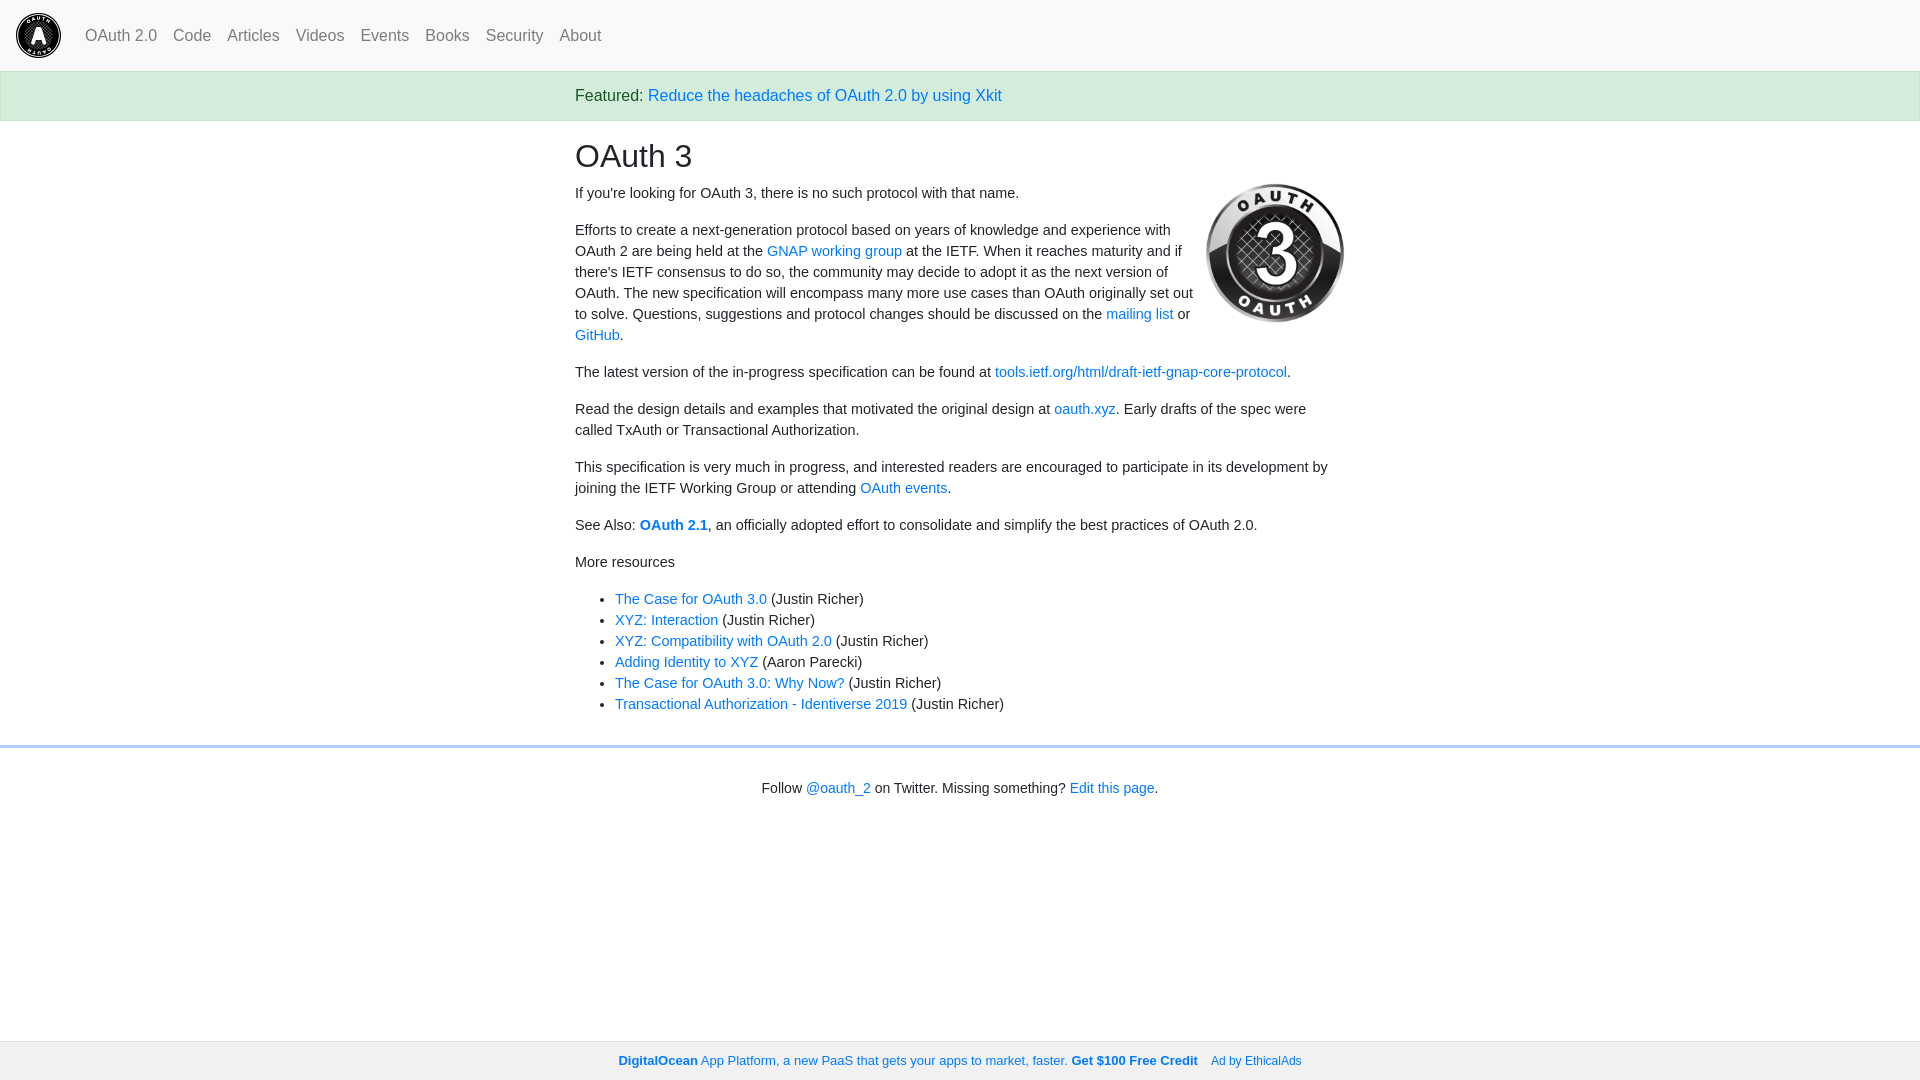 OAUTH
A
OAUTH
OAuth 2.0 Code Articles Videos Events Books Security About
Featured: Reduce the headaches of OAuth 2.0 by using Xkit
OAuth 3
If you're looking for OAuth 3, there is no such protocol with that name.
Efforts to create a next-generation protocol based on years of knowledge and experience with
OAuth 2 are being held at the GNAP working group at the IETF. When it reaches maturity and if
there's IETF consensus to do so, the community may decide to adopt it as the next version of
OAuth. The new specification will encompass many more use cases than OAuth originally set out
to solve. Questions, suggestions and protocol changes should be discussed on the mailing list or
GitHub.
OAUTH
3
OAUTH
The latest version of the in-progress specification can be found at tools.ietf.org/html/draft-ietf-gnap-core-protocol.
Read the design details and examples that motivated the original design at oauth.xyz. Early drafts of the spec were
called TxAuth or Transactional Authorization.
This specification is very much in progress, and interested readers are encouraged to participate in its development by
joining the IETF Working Group or attending OAuth events.
See Also: OAuth 2.1, an officially adopted effort to consolidate and simplify the best practices of OAuth 2.0.
More resources
• The Case for OAuth 3.0 (Justin Richer)
• XYZ: Interaction (Justin Richer)
• XYZ: Compatibility with OAuth 2.0 (Justin Richer)
• Adding Identity to XYZ (Aaron Parecki)
• The Case for OAuth 3.0: Why Now? (Justin Richer)
• Transactional Authorization - Identiverse 2019 (Justin Richer)
Follow @oauth_2 on Twitter. Missing something? Edit this page.
DigitalOcean App Platform, a new PaaS that gets your apps to market, faster. Get $100 Free Credit Ad by EthicalAds